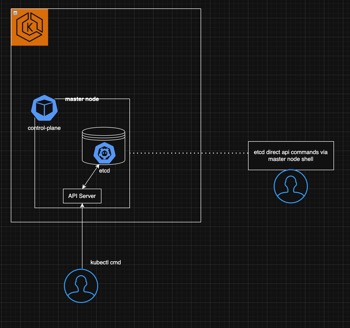 K
master node
control-plane
etcd
etcd direct api commands via
master node shell
API Server
kubectl cmd